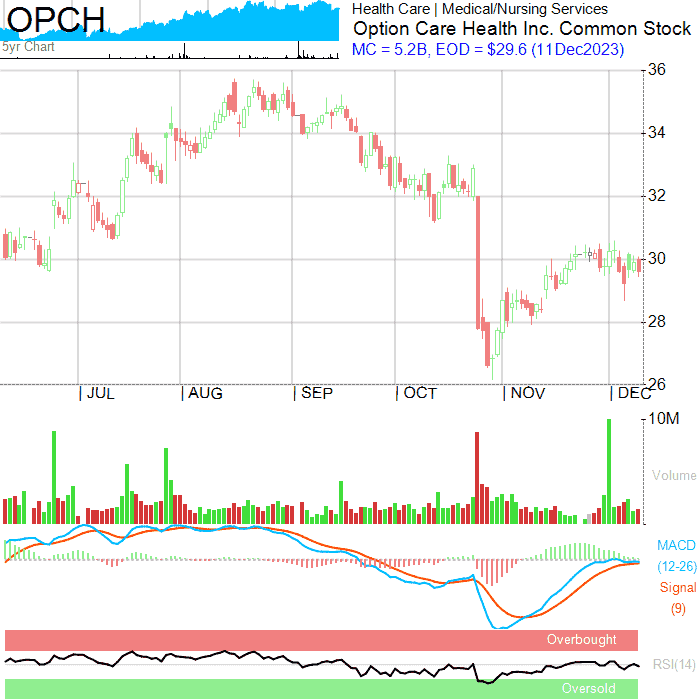 OPCH
5yr Chart
Health Care | Medical/Nursing Services
Option Care Health Inc. Common Stock
MC = 5.2B, EOD = $29.6 (11Dec2023)
36
34
32
30
28
26
| JUL | AUG | SEP | OCT | NOV | DEC
10M
Volume
MACD
(12-26)
Signal
(9)
Overbought
RSI(14)
Oversold